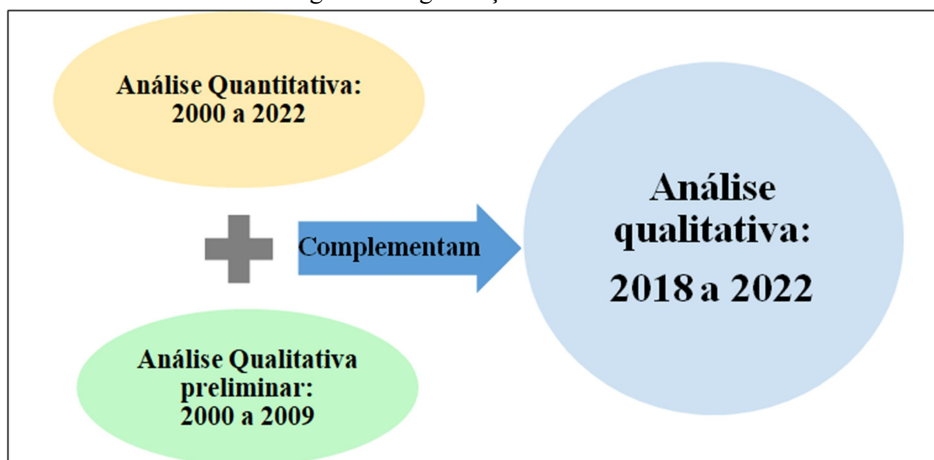 Análise Quantitativa:
2000 a 2022
Complementam
Análise Qualitativa
preliminar:
2000 a 2009
Análise
qualitativa:
2018 a 2022